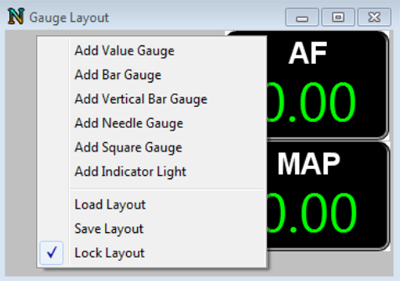 Gauge Layout
Add Value Gauge
Add Bar Gauge
Add Vertical Bar Gauge
Add Needle Gauge
Add Square Gauge
Add Indicator Light
Load Layout
Save Layout
Lock Layout
AF
0.00
MAP
0.00